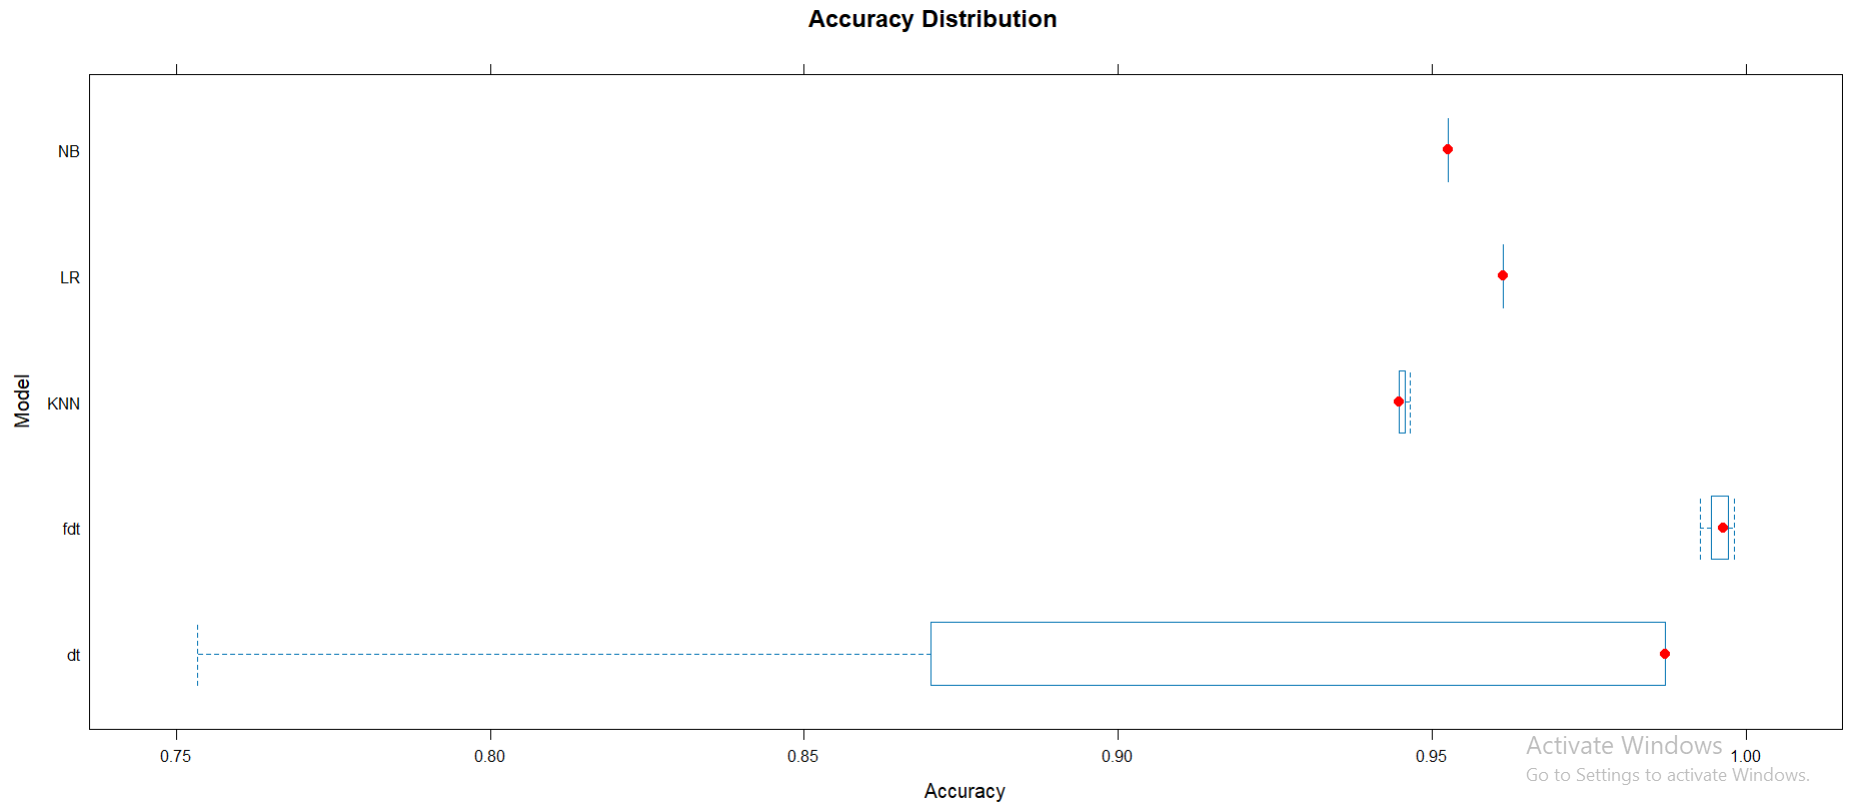 Accuracy Distribution
NB
LR
KNN
fdt
dt
Model
0.75 0.80 0.85 0.90 0.95 1.00
Accuracy
Activate Windows
Go to Settings to activate Windows.